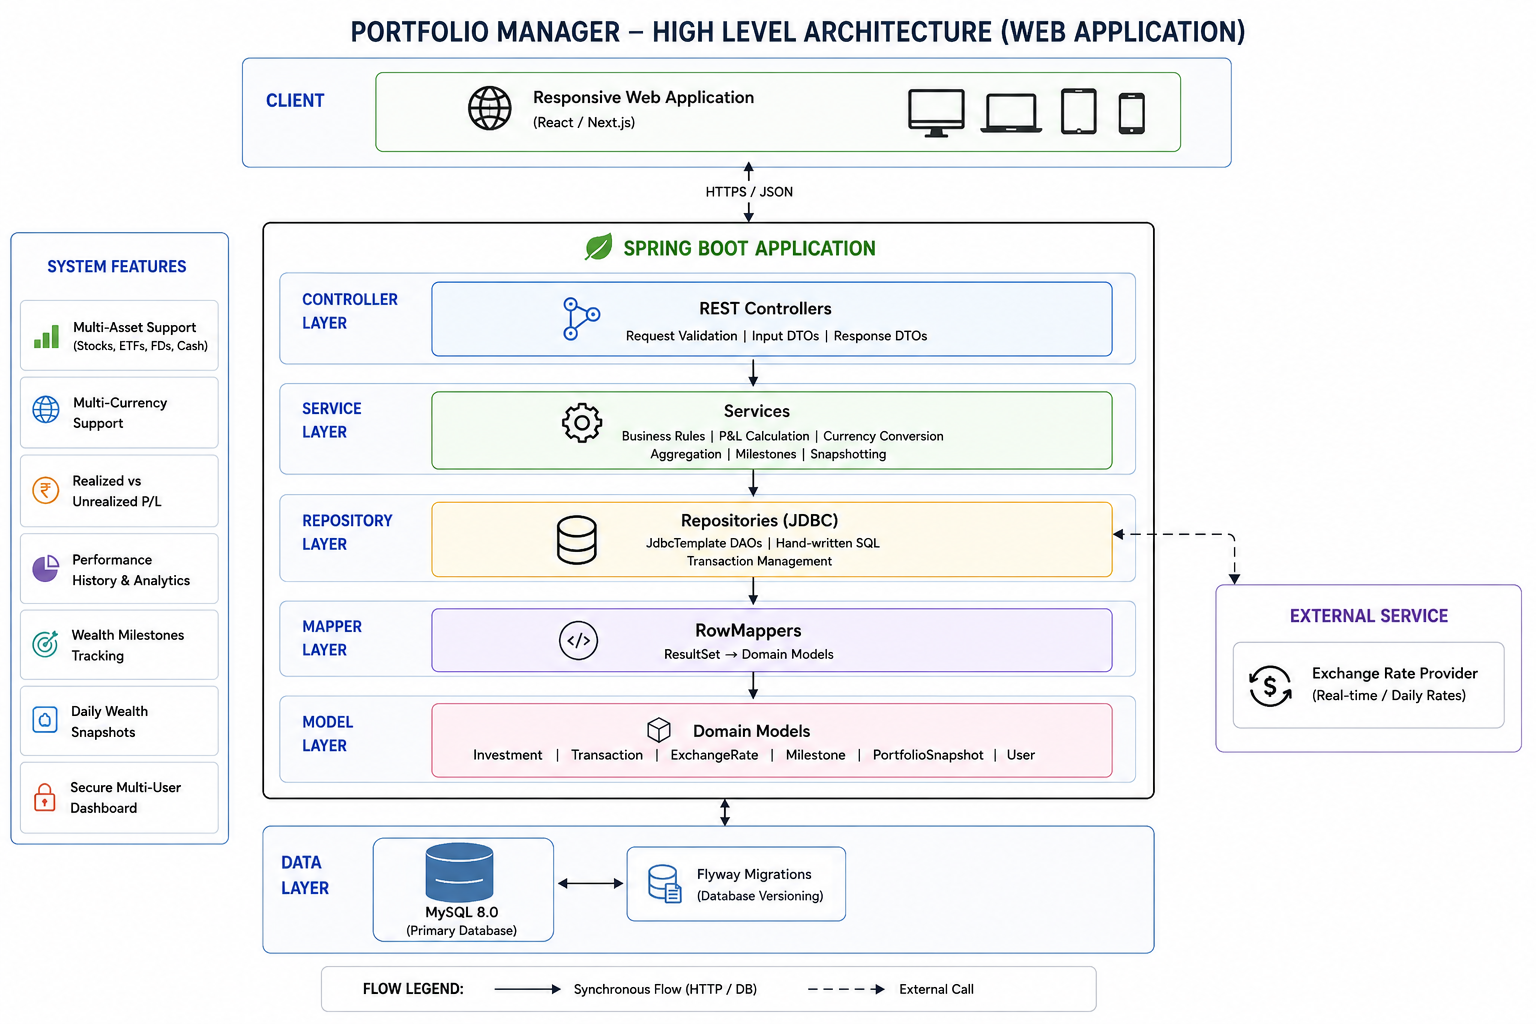 PORTFOLIO MANAGER – HIGH LEVEL ARCHITECTURE (WEB APPLICATION)
CLIENT
Responsive Web Application
(React / Next.js)
HTTPS / JSON
SYSTEM FEATURES
Multi-Asset Support
(Stocks, ETFs, FDs, Cash)
Multi-Currency
Support
₹
Realized vs
Unrealized P/L
Performance
History & Analytics
Wealth Milestones
Tracking
Daily Wealth
Snapshots
Secure Multi-User
Dashboard
SPRING BOOT APPLICATION
CONTROLLER
LAYER
REST Controllers
Request Validation | Input DTOs | Response DTOs
SERVICE
LAYER
Services
Business Rules | P&L Calculation | Currency Conversion
Aggregation | Milestones | Snapshotting
REPOSITORY
LAYER
Repositories (JDBC)
JdbcTemplate DAOs | Hand-written SQL
Transaction Management
MAPPER
LAYER
</>
RowMappers
ResultSet → Domain Models
MODEL
LAYER
Domain Models
Investment | Transaction | ExchangeRate | Milestone | PortfolioSnapshot | User
EXTERNAL SERVICE
$
Exchange Rate Provider
(Real-time / Daily Rates)
DATA
LAYER
MySQL 8.0
(Primary Database)
Flyway Migrations
(Database Versioning)
FLOW LEGEND:
Synchronous Flow (HTTP / DB)
External Call